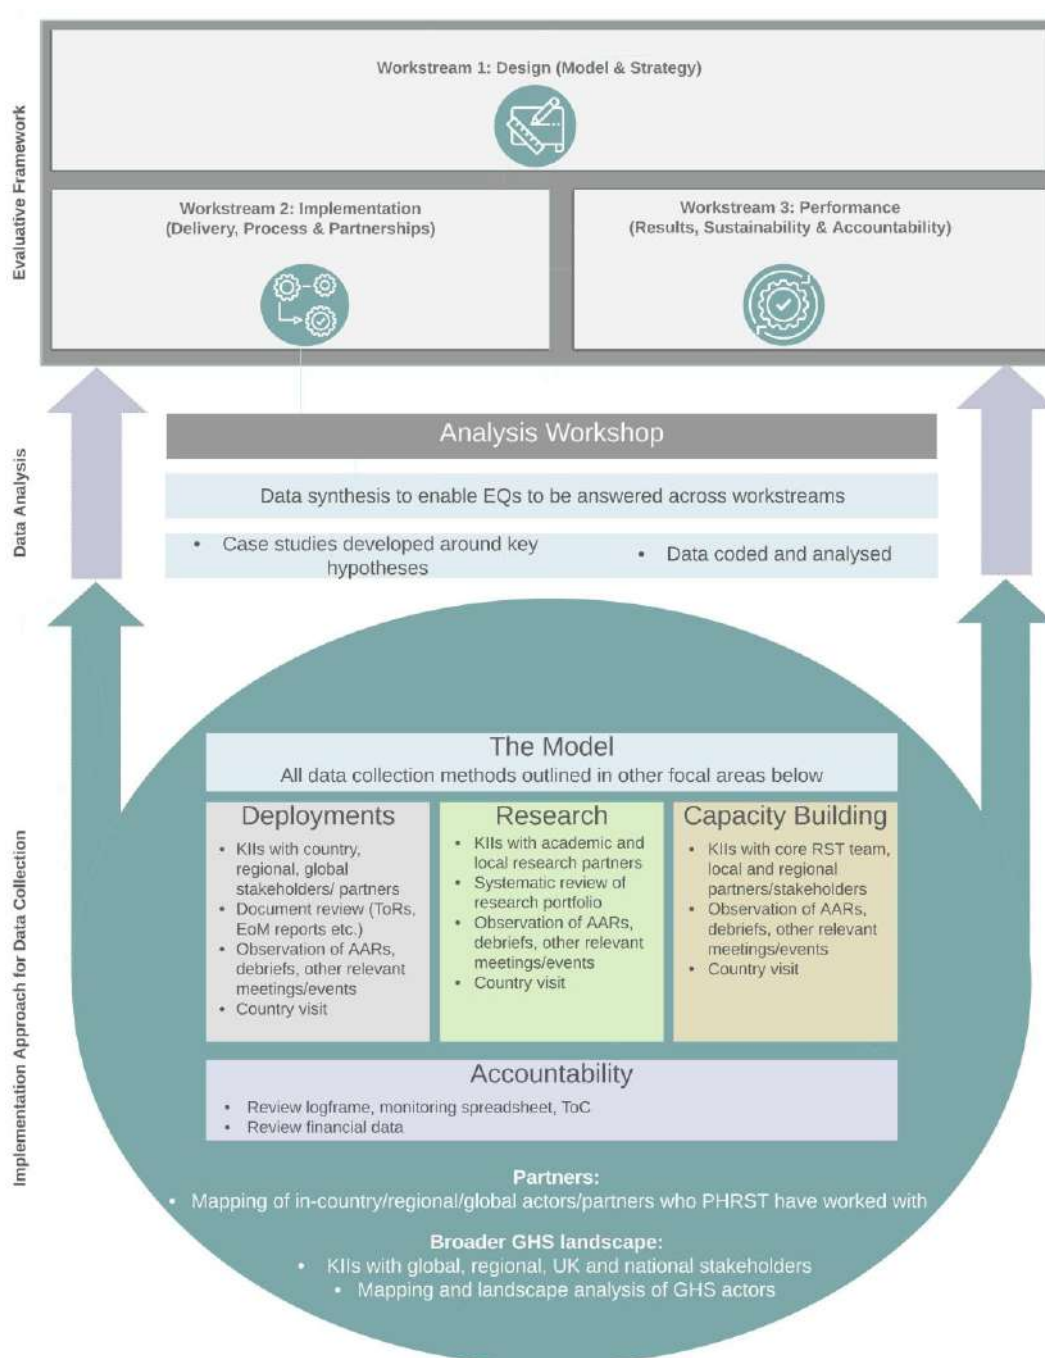 Evaluative Framework
Workstream 1: Design (Model & Strategy)
Workstream 2: Implementation
(Delivery, Process & Partnerships)
Workstream 3: Performance
(Results, Sustainability & Accountability)
Data Analysis
Analysis Workshop
Data synthesis to enable EQs to be answered across workstreams
• Case studies developed around key
hypotheses
• Data coded and analysed
Implementation Approach for Data Collection
The Model
All data collection methods outlined in other focal areas below
Deployments
• KIIs with country,
regional, global
stakeholders/ partners
• Document review (ToRs,
EoM reports etc.)
• Observation of AARs,
debriefs, other relevant
meetings/events
• Country visit
Research
• KIIs with academic and
local research partners
• Systematic review of
research portfolio
• Observation of AARs,
debriefs, other relevant
meetings/events
• Country visit
Capacity Building
• KIIs with core RST team,
local and regional
partners/stakeholders
• Observation of AARs,
debriefs, other relevant
meetings/events
• Country visit
Accountability
• Review logframe, monitoring spreadsheet, ToC
• Review financial data
Partners:
• Mapping of in-country/regional/global actors/partners who PHRST have worked with
Broader GHS landscape:
• KIIs with global, regional, UK and national stakeholders
• Mapping and landscape analysis of GHS actors